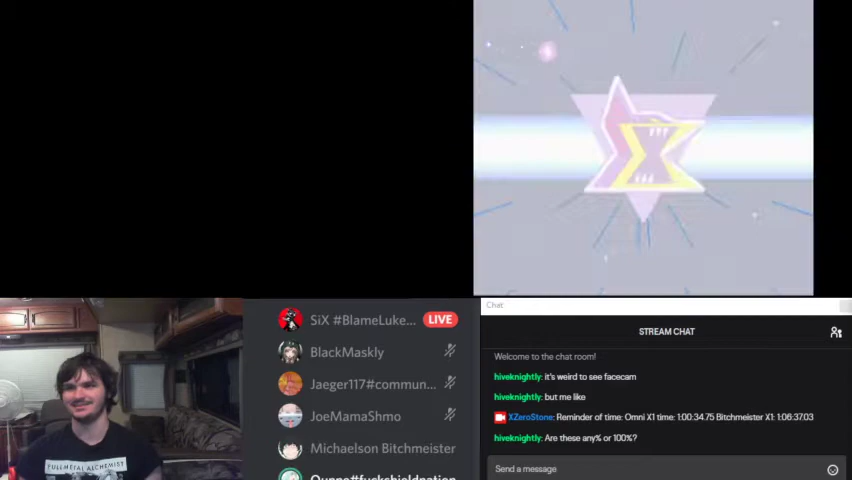 Chat
SiX #BlameLuke...
LIVE
STREAM CHAT
BlackMaskly
Welcome to the chat room!
hiveknightly: it's weird to see facecam
Jaeger117#commun...
hiveknightly: but me like
JoeMamaShmo
XZeroStone: Reminder of time: Omni X1 time: 1:00:34.75 Bitchmeister X1: 1:06:37.03
hiveknightly: Are these any% or 100%?
Michaelson Bitchmeister
FULLMETAL ALCHEMIST
Send a message